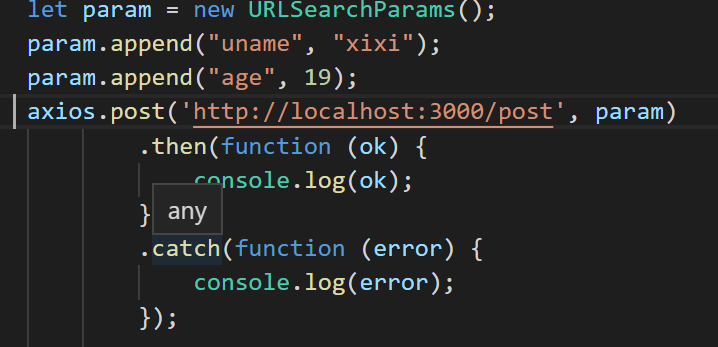 let param = new URLSearchParams();
param.append("uname", "xixi");
param.append("age", 19);
axios.post('http://localhost:3000/post', param)
.then(function (ok) {
console.log(ok);
}
any
.catch(function (error) {
console.log(error);
});